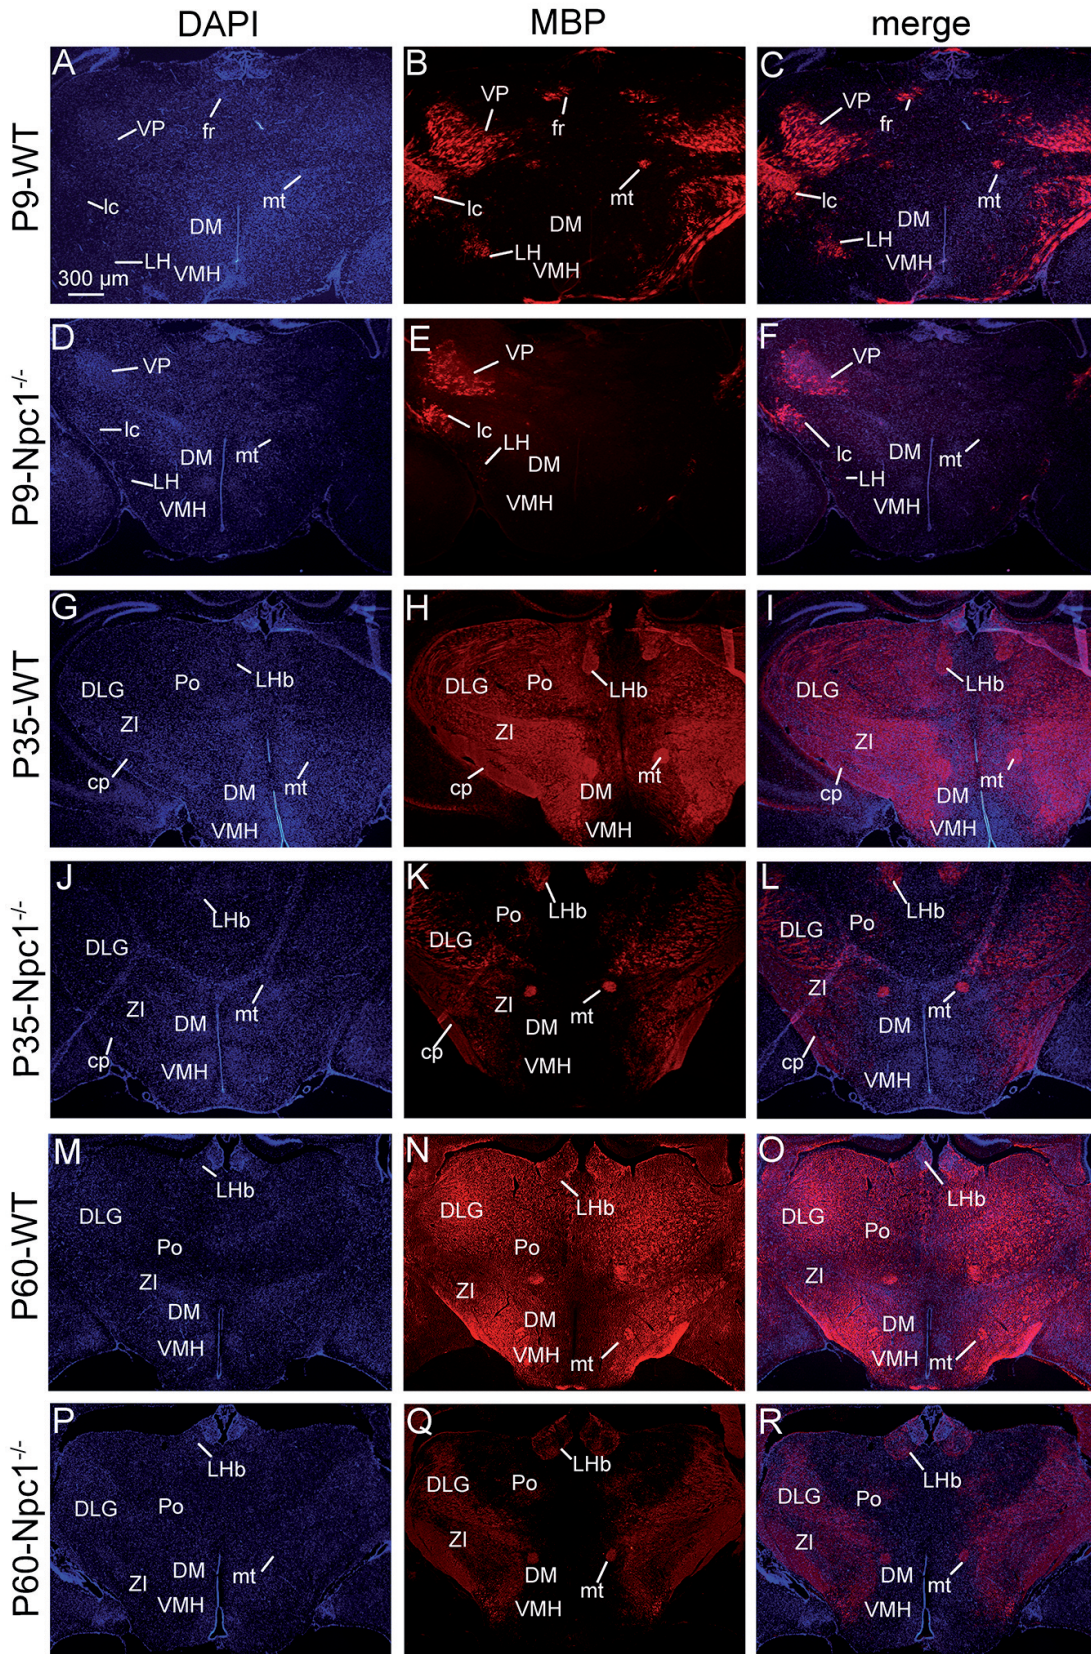 DAPI MBP merge
P9-WT
A
VP
fr
mt
lc
DM
LH
VMH
300 µm
B
VP
fr
mt
lc
DM
LH
VMH
C
VP
fr
mt
lc
DM
LH
VMH
P9-Npc1-/-
D
VP
lc
DM
mt
LH
VMH
E
VP
lc
LH
DM
VMH
F
VP
lc
DM
mt
LH
VMH
P35-WT
G
DLG
Po
LHb
ZI
cp
mt
DM
VMH
H
DLG
Po
LHb
ZI
mt
cp
DM
VMH
I
DLG
LHb
ZI
mt
cp
DM
VMH
P35-Npc1-/-
J
LHb
DLG
ZI
mt
DM
cp
VMH
K
LHb
Po
DLG
ZI
mt
DM
cp
VMH
L
LHb
Po
DLG
ZI
mt
DM
cp
VMH
P60-WT
M
LHb
DLG
Po
ZI
DM
VMH
N
LHb
DLG
Po
ZI
DM
VMH
mt
O
LHb
DLG
Po
ZI
DM
VMH
mt
P60-Npc1-/-
P
LHb
DLG
Po
DM
ZI
mt
VMH
Q
LHb
DLG
Po
ZI
DM
mt
VMH
R
LHb
DLG
Po
ZI
DM
mt
VMH